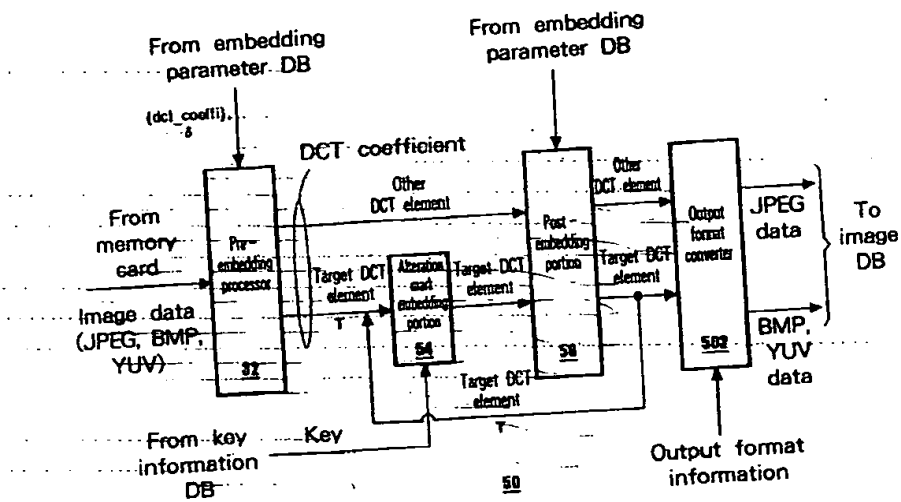 From embedding
parameter DB
From embedding
parameter DB
{dct_coeffi},
δ
DCT coefficient
Other
DCT element
Other
DCT element
From
memory
card
Pre-
embedding
processor
32
Image data
(JPEG, BMP,
YUV)
Target DCT
element
T
Alteration
mark
embedding
portion
54
Target DCT
element
Post-
embedding
portion
58
Target DCT
element
Output
format
converter
502
JPEG
data
BMP,
YUV
data
To
image
DB
Target DCT
element
T
From key
information
DB
Key
Output format
information
50